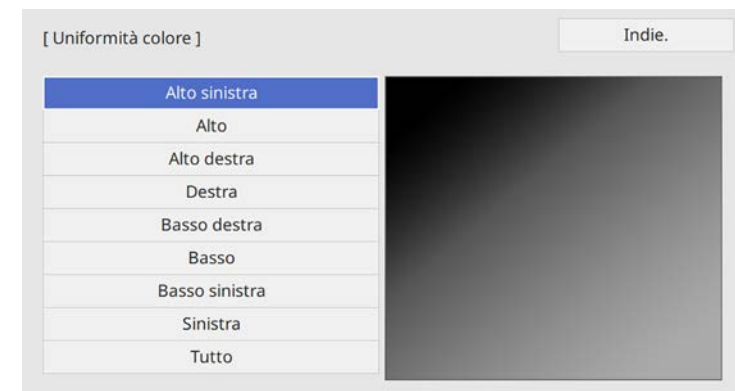 [ Uniformità colore ]
Indie.
Alto sinistra
Alto
Alto destra
Destra
Basso destra
Basso
Basso sinistra
Sinistra
Tutto